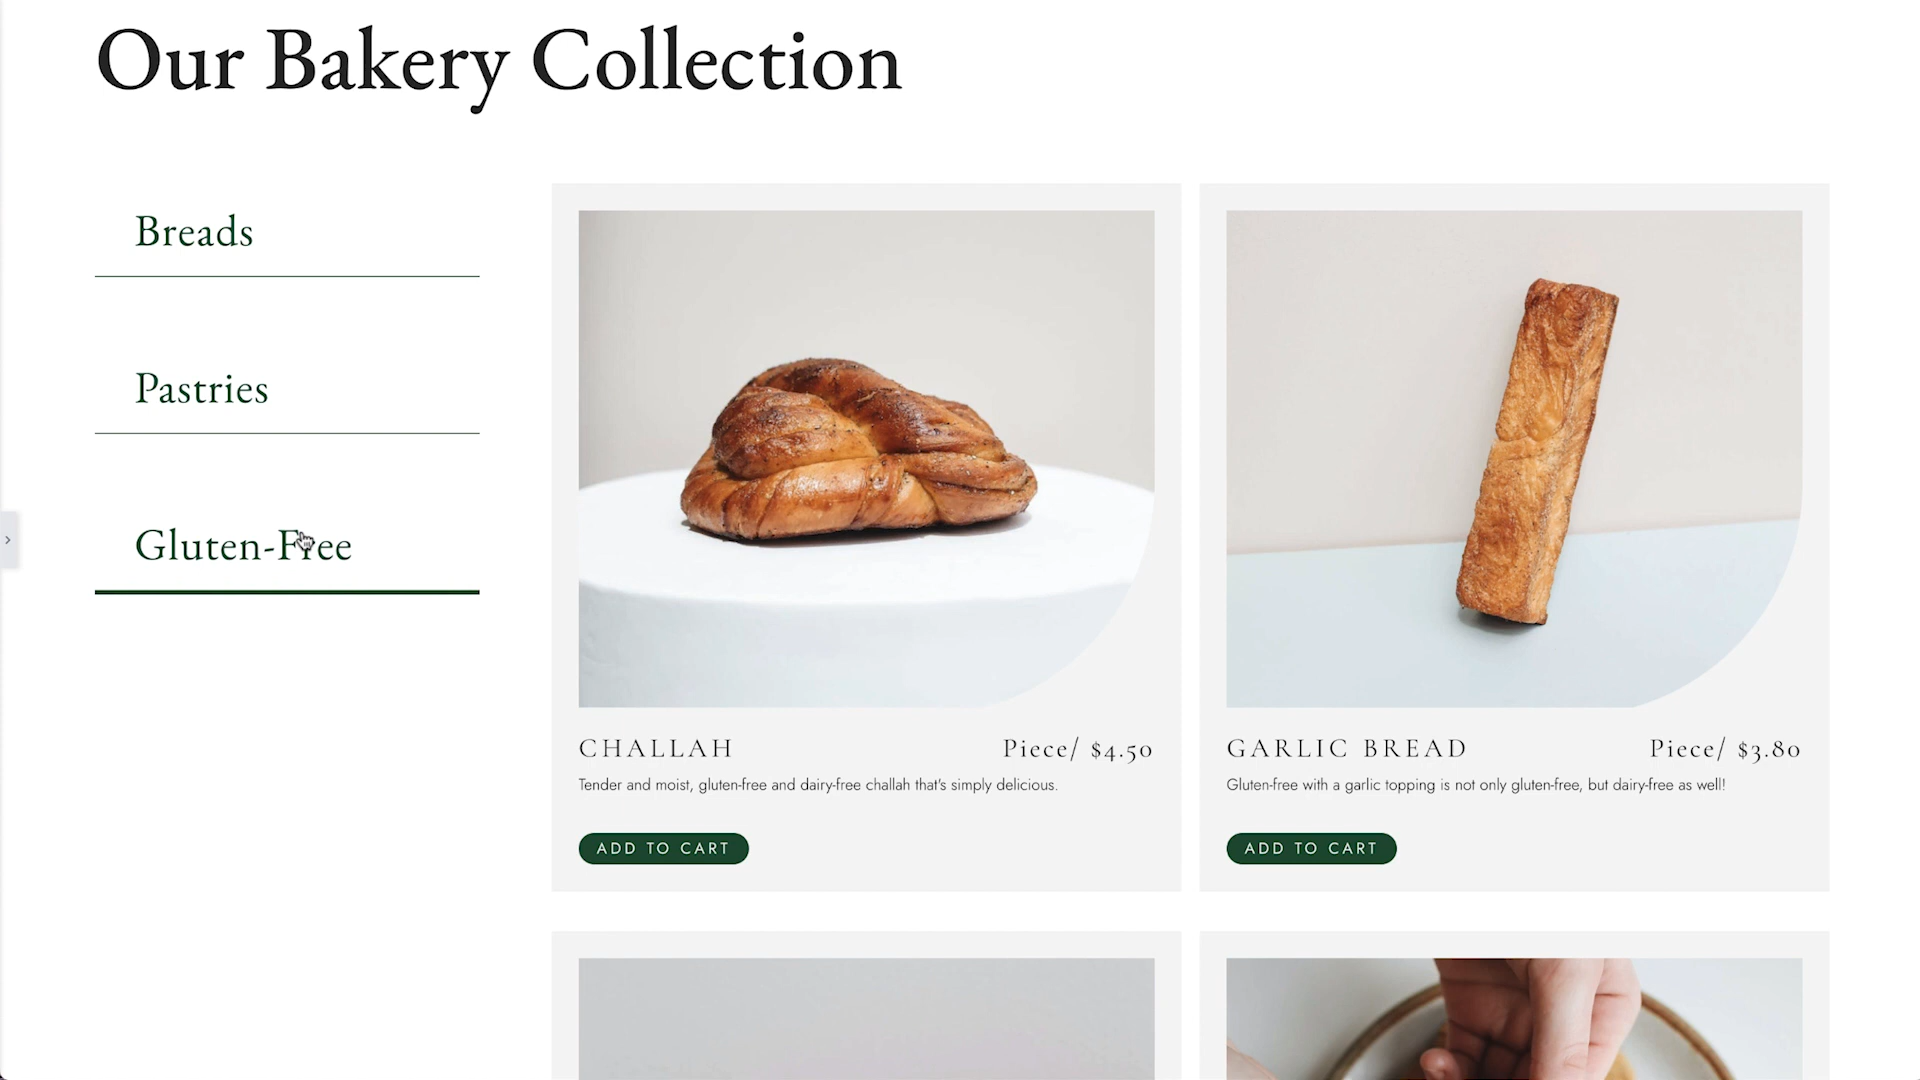 Our Bakery Collection
Breads
Pastries
Gluten-Free
CHALLAH Piece/ $4.50
Tender and moist, gluten-free and dairy-free challah that's simply delicious.
ADD TO CART
GARLIC BREAD Piece/ $3.80
Gluten-free with a garlic topping is not only gluten-free, but dairy-free as well!
ADD TO CART